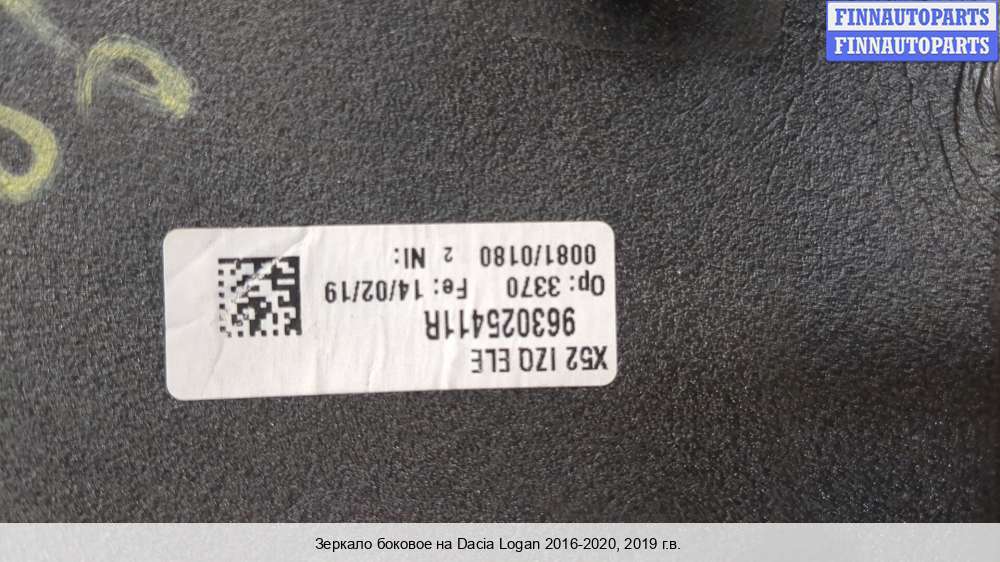 FINNAUTOPARTS
FINNAUTOPARTS
X52 IZQ ELE
963025411R
Op: 3370 Fe: 14/02/19
0081/0180 2 NI:
Зеркало боковое на Dacia Logan 2016-2020, 2019 г.в.